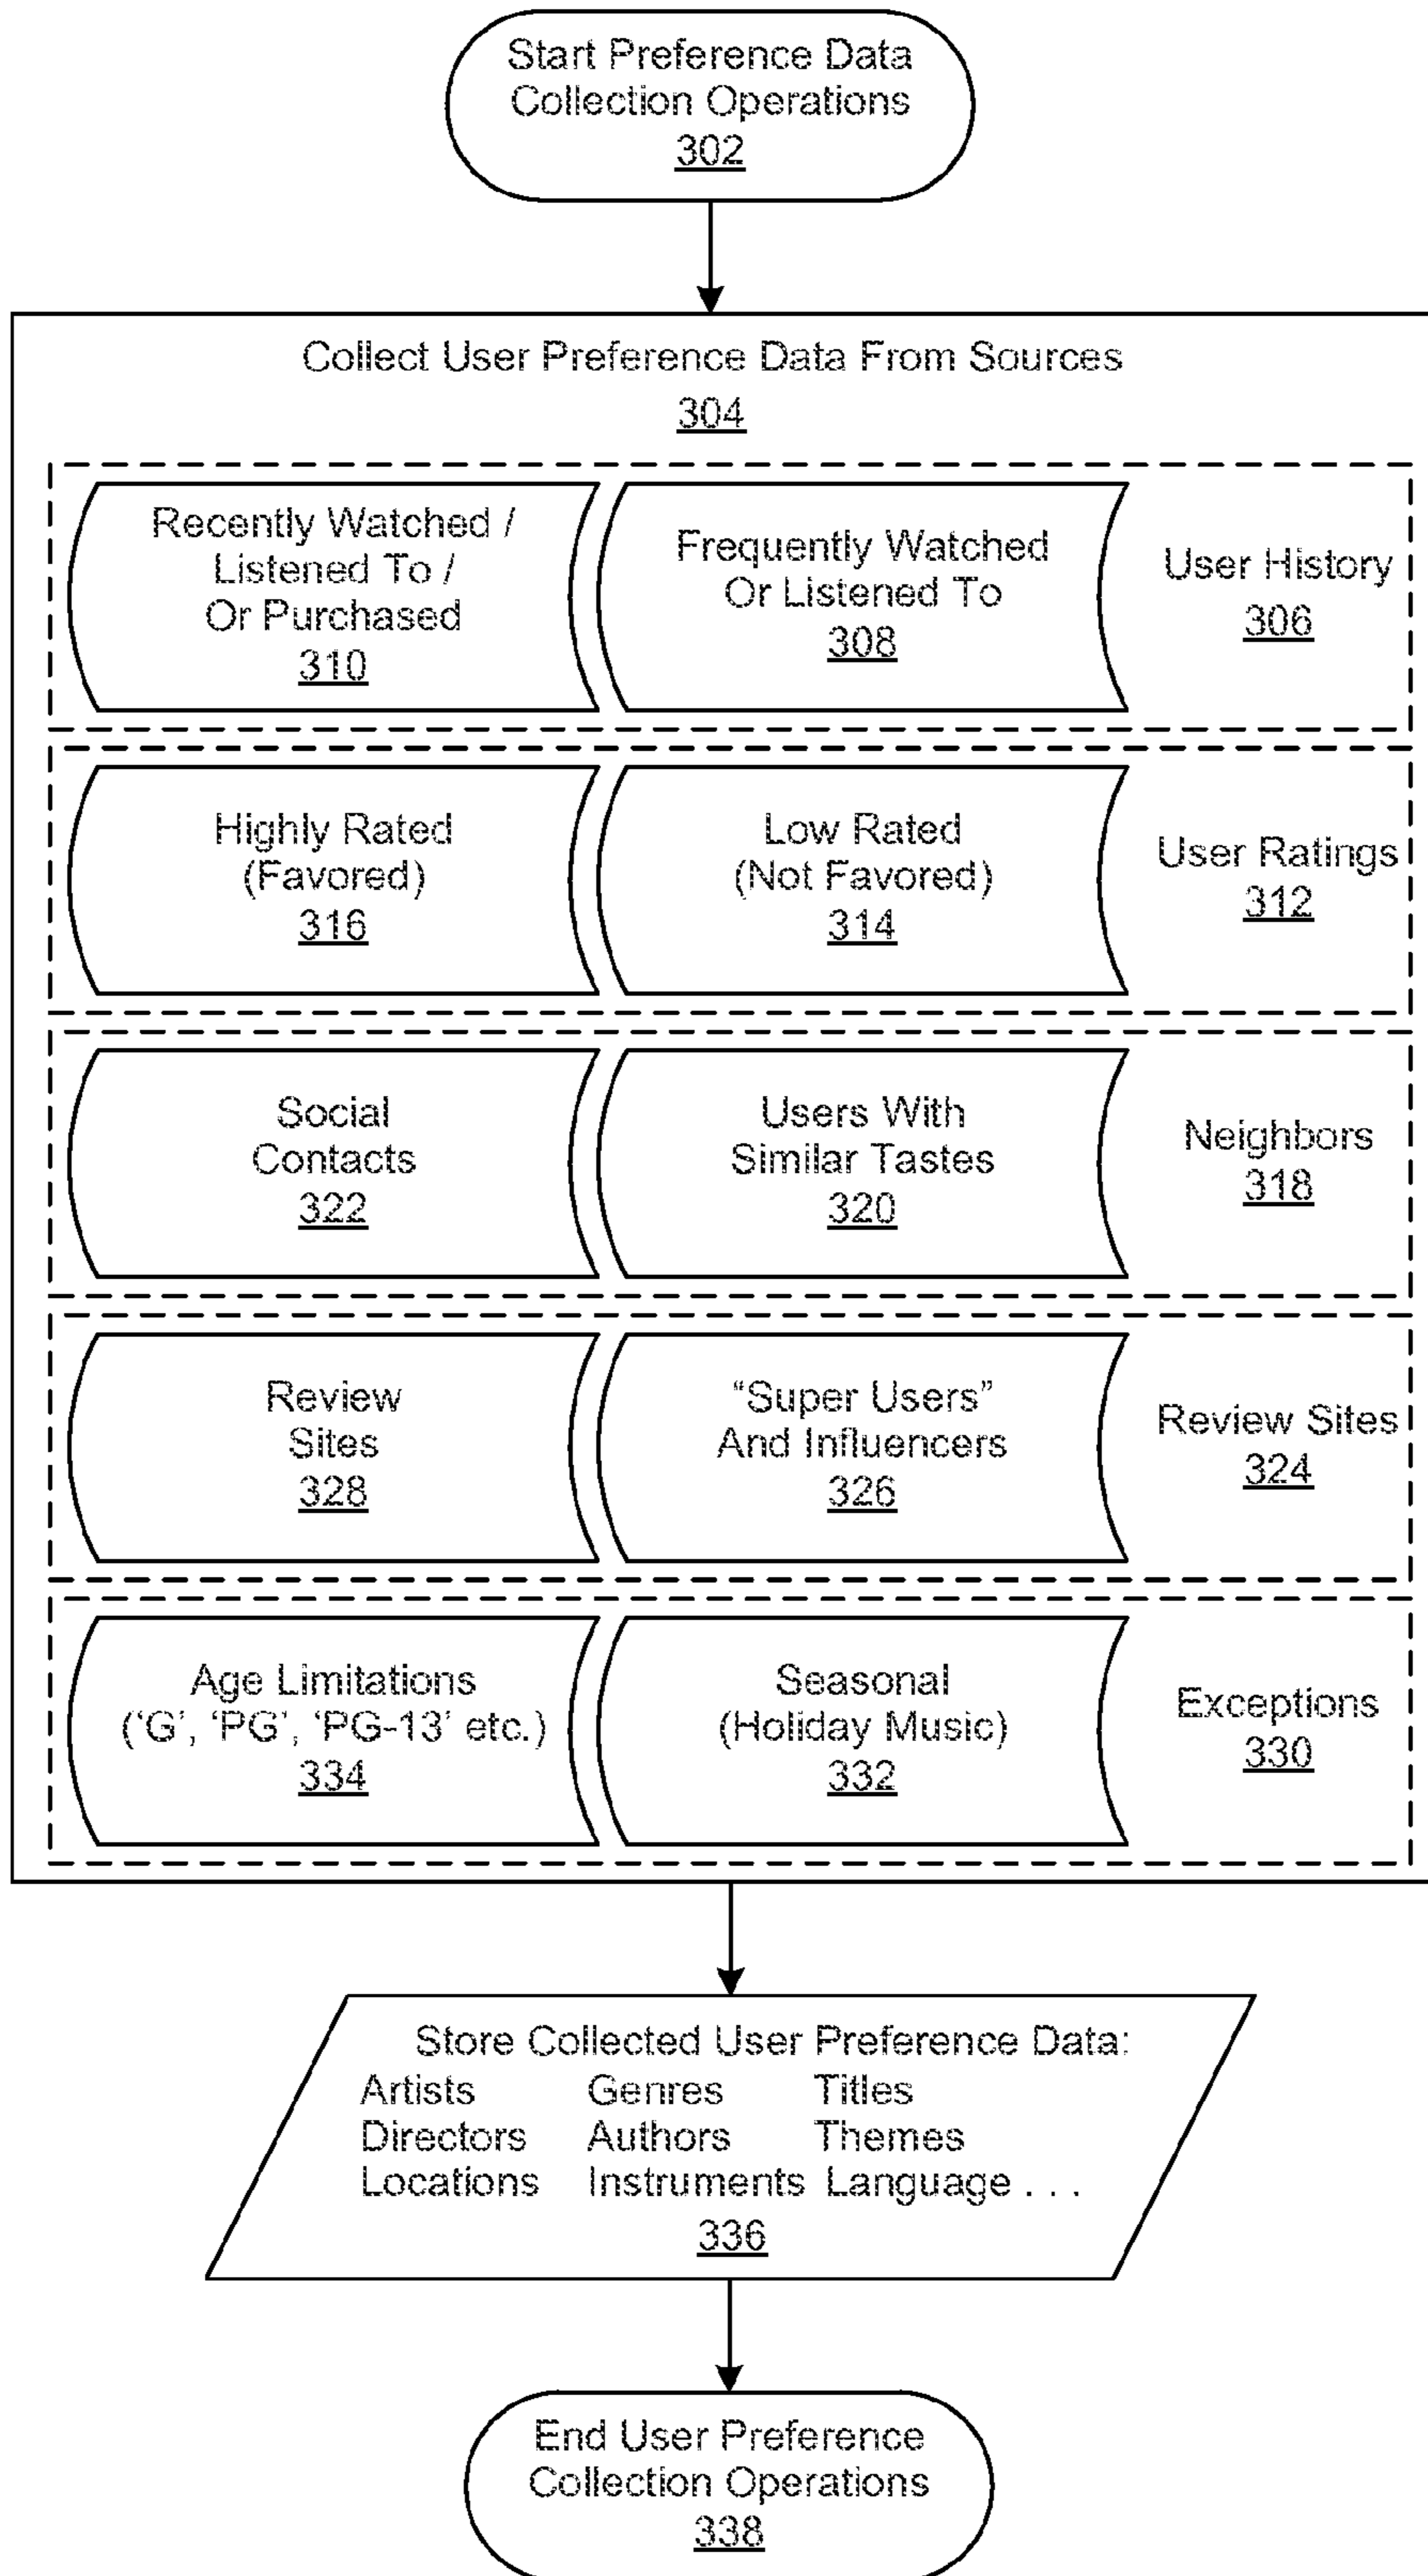 Start Preference Data
Collection Operations
302
Collect User Preference Data From Sources
304
Recently Watched /
Listened To /
Or Purchased
310
Frequently Watched
Or Listened To
308
User History
306
Highly Rated
(Favored)
316
Low Rated
(Not Favored)
314
User Ratings
312
Social
Contacts
322
Users With
Similar Tastes
320
Neighbors
318
Review
Sites
328
“Super Users”
And Influencers
326
Review Sites
324
Age Limitations
(‘G’, ‘PG’, ‘PG-13’ etc.)
334
Seasonal
(Holiday Music)
332
Exceptions
330
Store Collected User Preference Data:
Artists Genres Titles
Directors Authors Themes
Locations Instruments Language . . .
336
End User Preference
Collection Operations
338